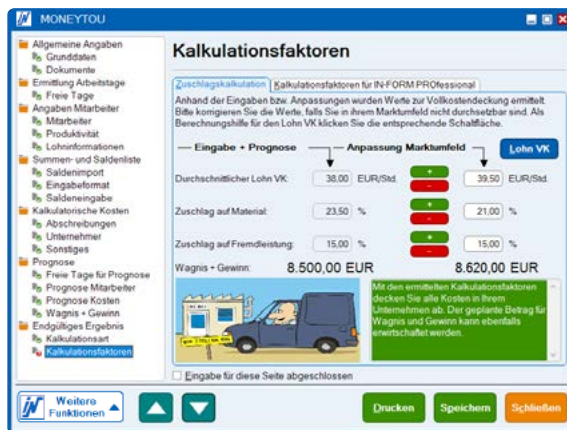 MONEYTOU
Allgemeine Angaben
Grunddaten
Dokumente
Ermittlung Arbeitstage
Freie Tage
Angaben Mitarbeiter
Mitarbeiter
Produktivität
Lohninformationen
Summen- und Saldenliste
Saldenimport
Eingabeformat
Saldeneingabe
Kalkulatorische Kosten
Abschreibungen
Unternehmer
Sonstiges
Prognose
Freie Tage für Prognose
Prognose Mitarbeiter
Prognose Kosten
Wagnis + Gewinn
Endgültiges Ergebnis
Kalkulationsart
Kalkulationsfaktoren
Kalkulationsfaktoren
Zuschlagskalkulation Kalkulationsfaktoren für IN-FORM PROfessional
Anhand der Eingaben bzw. Anpassungen wurden Werte zur Vollkostendeckung ermittelt.
Bitte korrigieren Sie die Werte, falls Sie in ihrem Marktumfeld nicht durchsetzbar sind. Als
Berechnungshilfe für den Lohn VK klicken Sie die entsprechende Schaltfläche.
Eingabe + Prognose Anpassung Marktumfeld Lohn VK
Durchschnittlicher Lohn VK: 38,00 EUR/Std. + - 39,50 EUR/Std.
Zuschlag auf Material: 23,50 % + - 21,00 %
Zuschlag auf Fremdleistung: 15,00 % + - 15,00 %
Wagnis + Gewinn: 8.500,00 EUR 8.620,00 EUR
Mit den ermittelten Kalkulationsfaktoren
decken Sie alle Kosten in Ihrem
Unternehmen ab. Der geplante Betrag für
Wagnis und Gewinn kann ebenfalls
erwirtschaftet werden.
Eingabe für diese Seite abgeschlossen
Weitere
Funktionen
Drucken Speichern Schließen